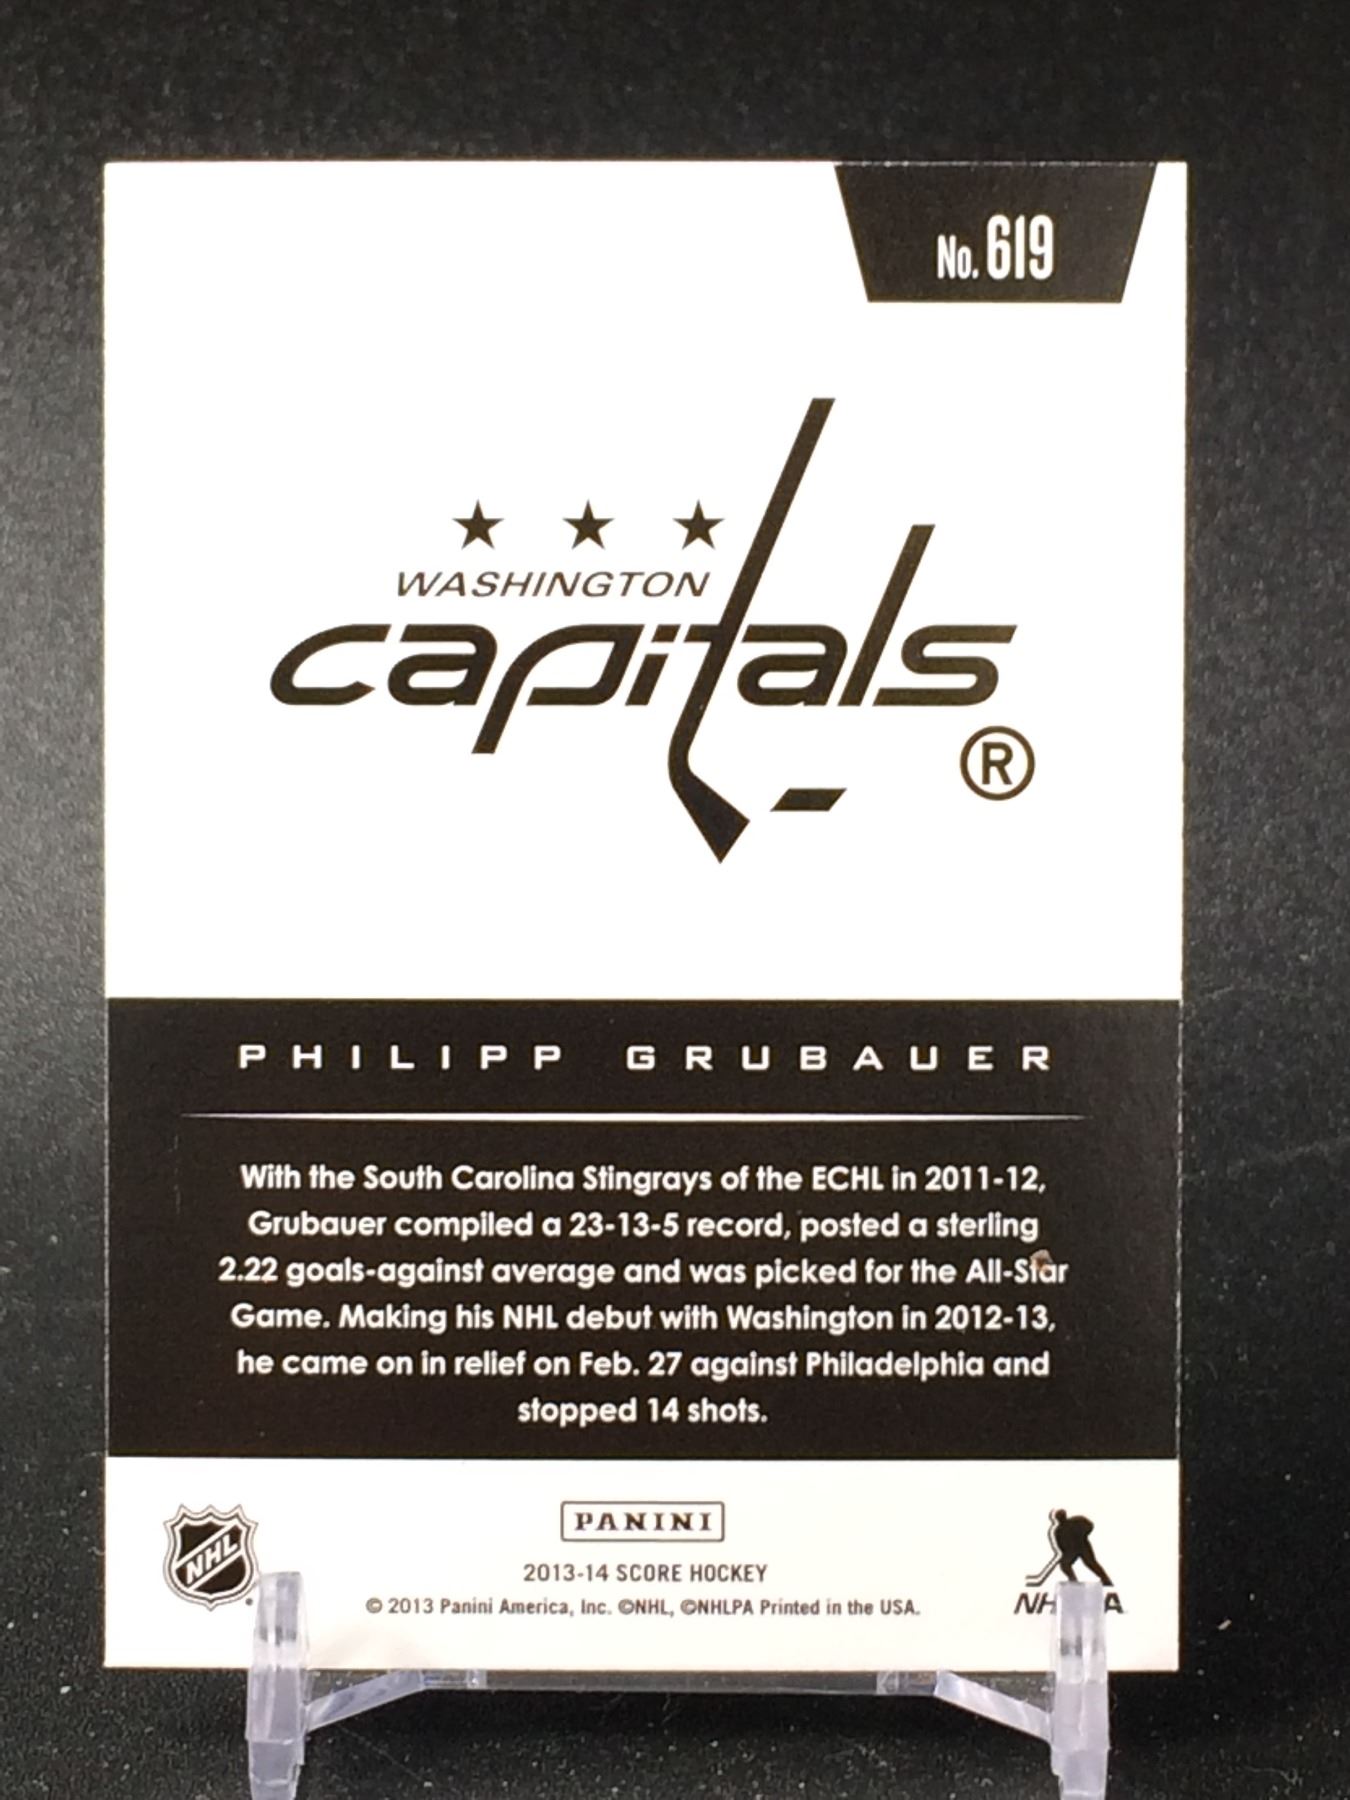 No. 619
WASHINGTON
capitals
®
PHILIPP GRUBAUER
With the South Carolina Stingrays of the ECHL in 2011-12,
Grubauer compiled a 23-13-5 record, posted a sterling
2.22 goals-against average and was picked for the All-Star
Game. Making his NHL debut with Washington in 2012-13,
he came on in relief on Feb. 27 against Philadelphia and
stopped 14 shots.
NHL
PANINI
2013-14 SCORE HOCKEY
© 2013 Panini America, Inc. ©NHL, ©NHLPA Printed in the USA.
NHLPA